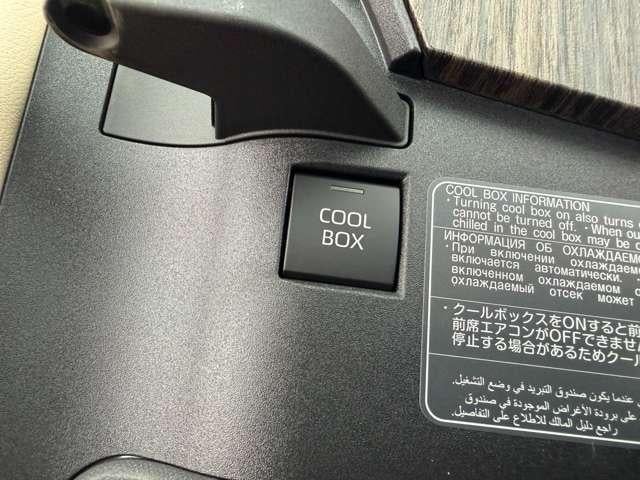 COOL
BOX
COOL BOX INFORMATION
・Turning cool box on also turns
cannot be turned off. ・When ou
chilled in the cool box may be
ИНФОРМАЦИЯ ОБ ОХЛАЖДАЕМО
・При включении охлаждаем
включается автоматически.
включенном охлаждаемом о
охлаждаемый отсек может
・クールボックスをONすると前
前席エアコンがOFFできません
停止する場合があるためクール
عندما يكون صندوق التبريد في وضع التشغيل.
على برودة الأغراض الموجودة في صندوق
راجع دليل المالك للاطلاع على التفاصيل.